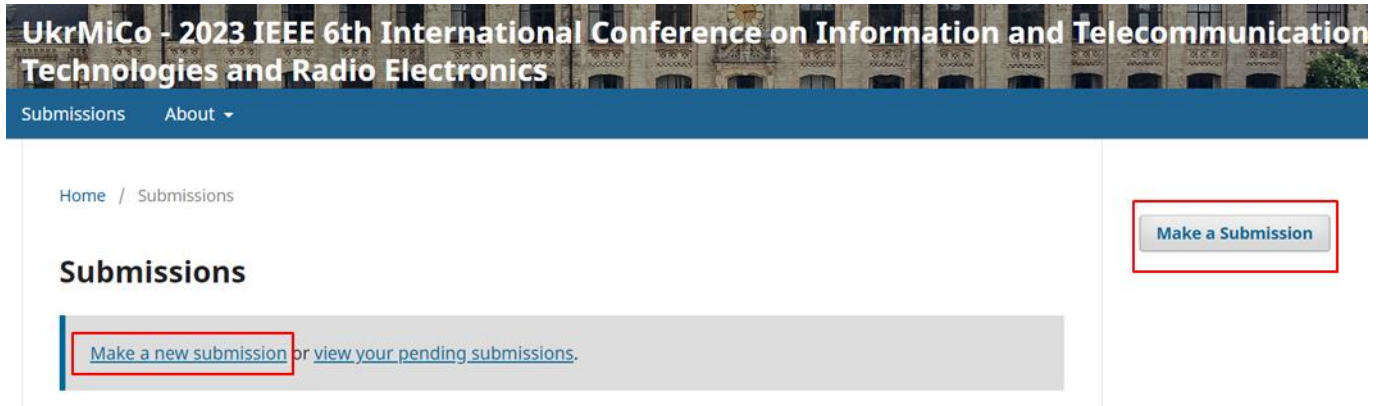 UkrMiCo - 2023 IEEE 6th International Conference on Information and Telecommunication
Technologies and Radio Electronics
Submissions About
Home / Submissions
Make a Submission
Submissions
Make a new submission or view your pending submissions.